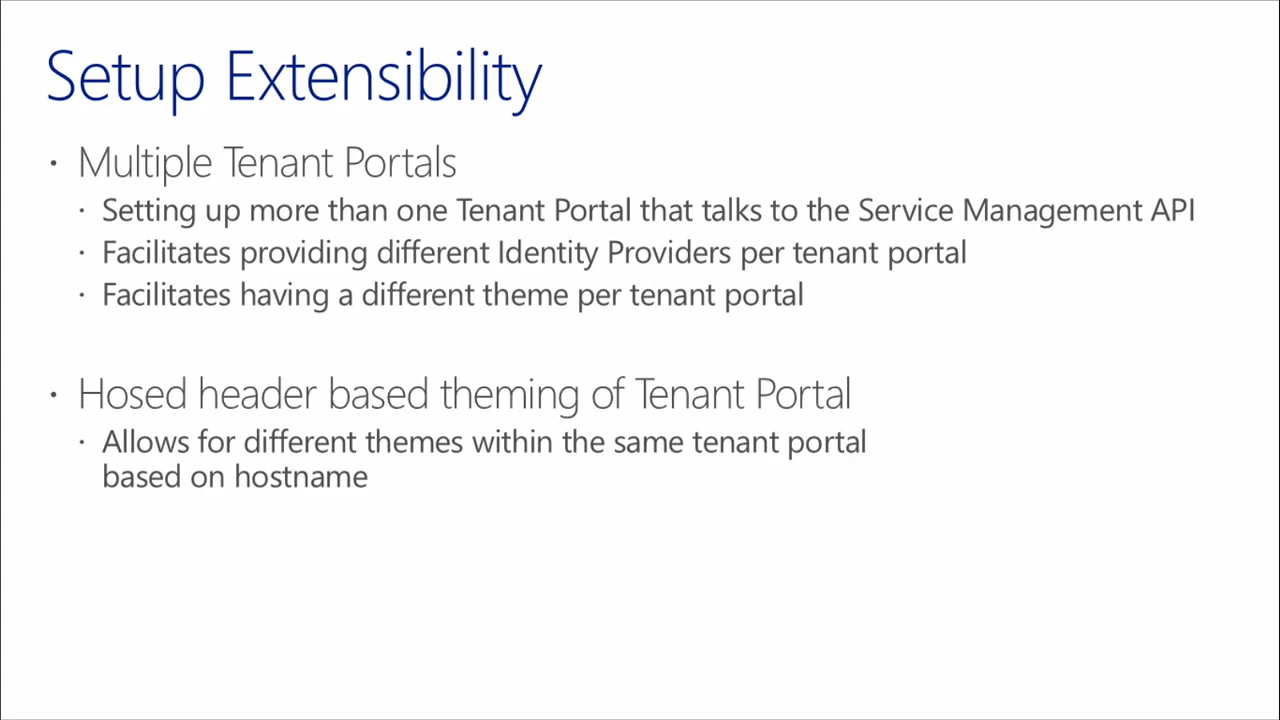 Setup Extensibility
· Multiple Tenant Portals
· Setting up more than one Tenant Portal that talks to the Service Management API
· Facilitates providing different Identity Providers per tenant portal
· Facilitates having a different theme per tenant portal
· Hosed header based theming of Tenant Portal
· Allows for different themes within the same tenant portal
based on hostname